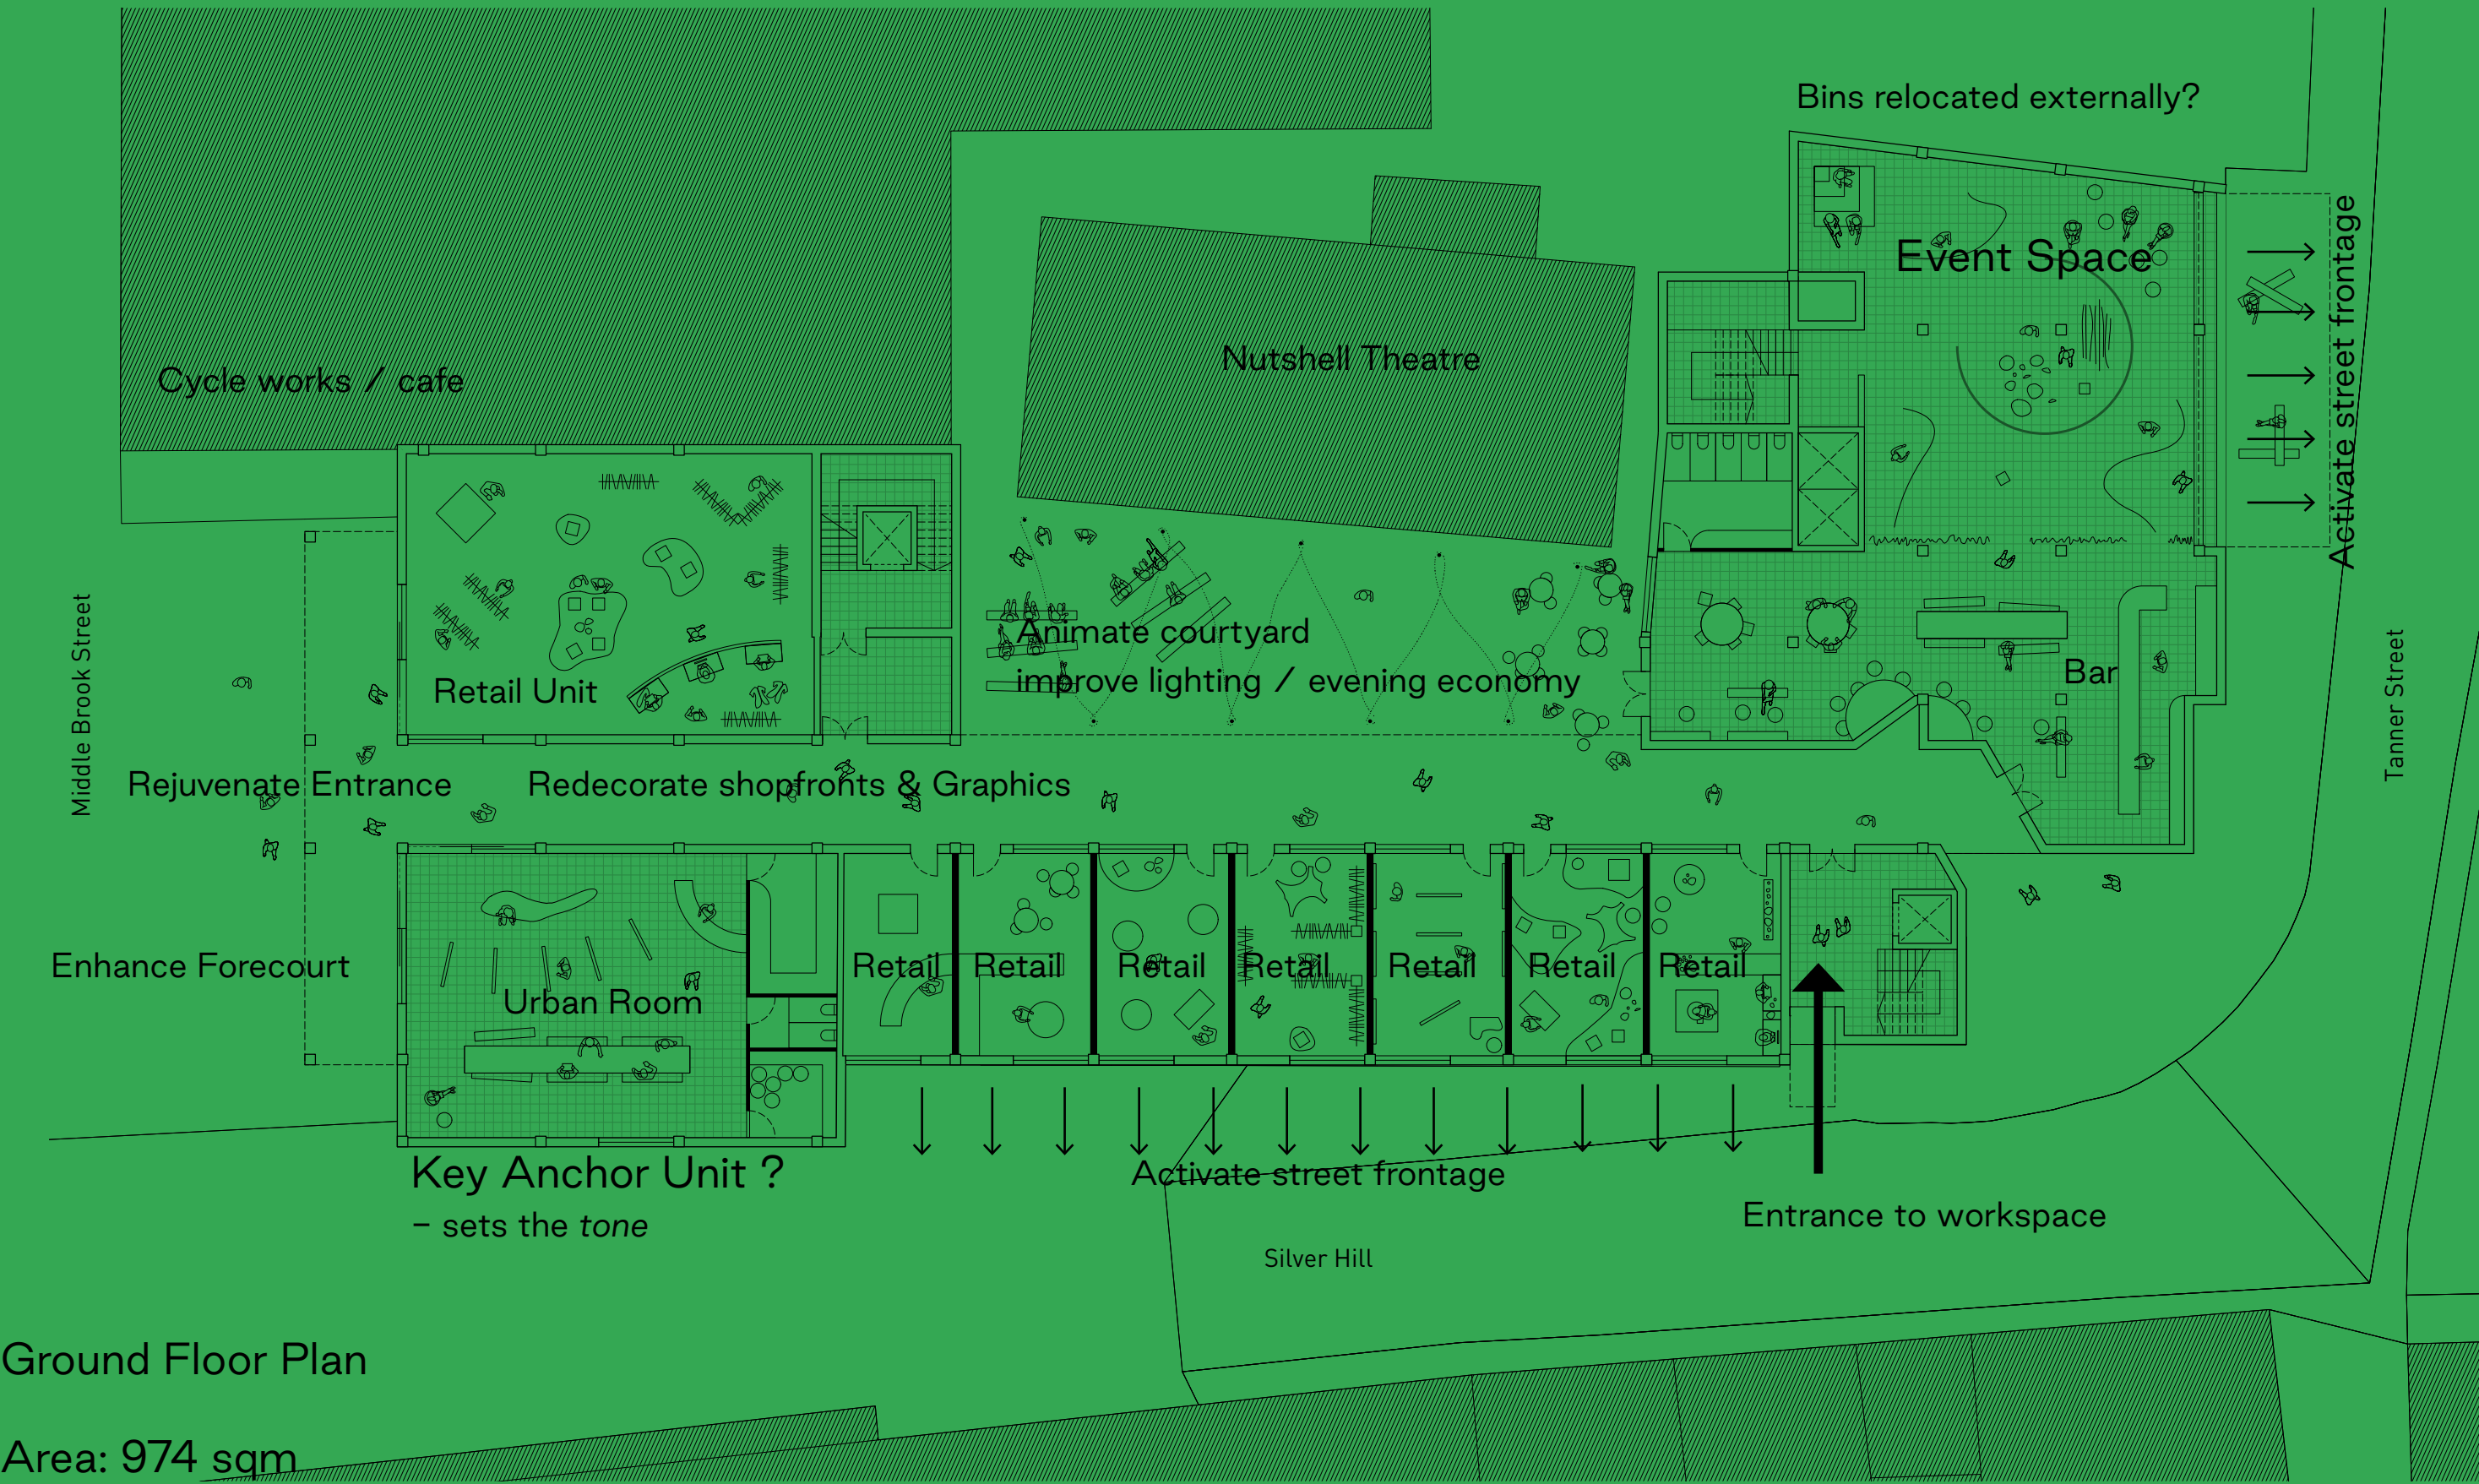 Bins relocated externally?
Event Space
Activate street frontage
Nutshell Theatre
Cycle works / cafe
Animate courtyard
improve lighting / evening economy
Retail Unit
Bar
Middle Brook Street
Tanner Street
Rejuvenate Entrance
Redecorate shopfronts & Graphics
Enhance Forecourt
Urban Room
Retail
Retail
Retail
Retail
Retail
Retail
Retail
Key Anchor Unit ?
– sets the tone
Activate street frontage
Entrance to workspace
Silver Hill
Ground Floor Plan
Area: 974 sqm